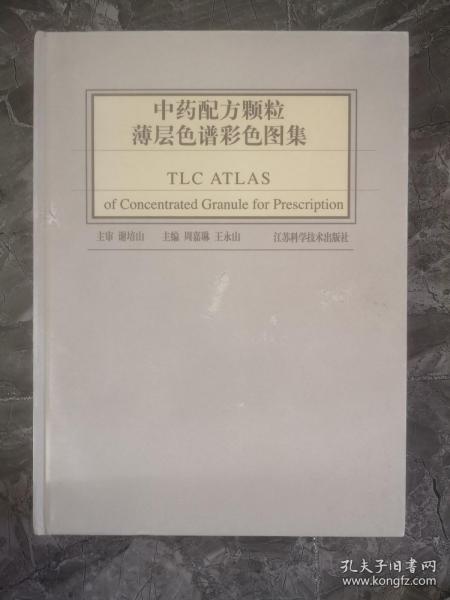 中药配方颗粒
薄层色谱彩色图集
TLC ATLAS
of Concentrated Granule for Prescription
主审 谢培山 主编 周嘉琳 王永山 江苏科学技术出版社
孔夫子旧书网
www.kongfz.com